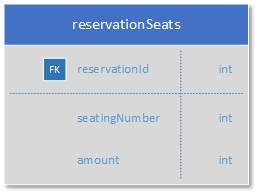 reservationSeats
FK reservationId int
seatingNumber int
amount int